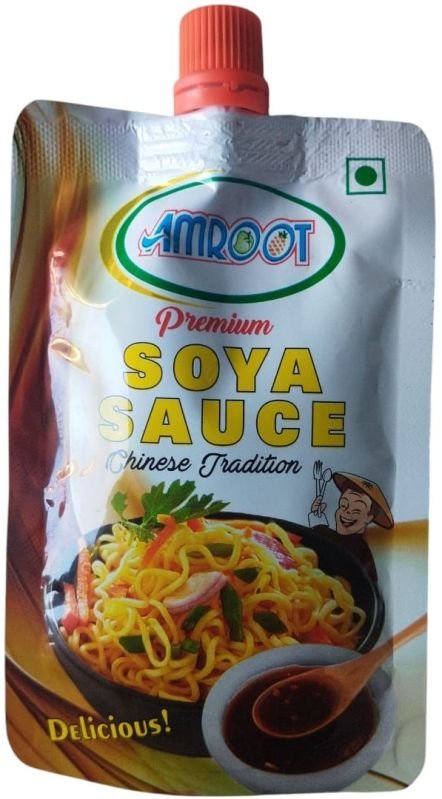 AMROOT
Premium
SOYA
SAUCE
Chinese Tradition
Delicious!